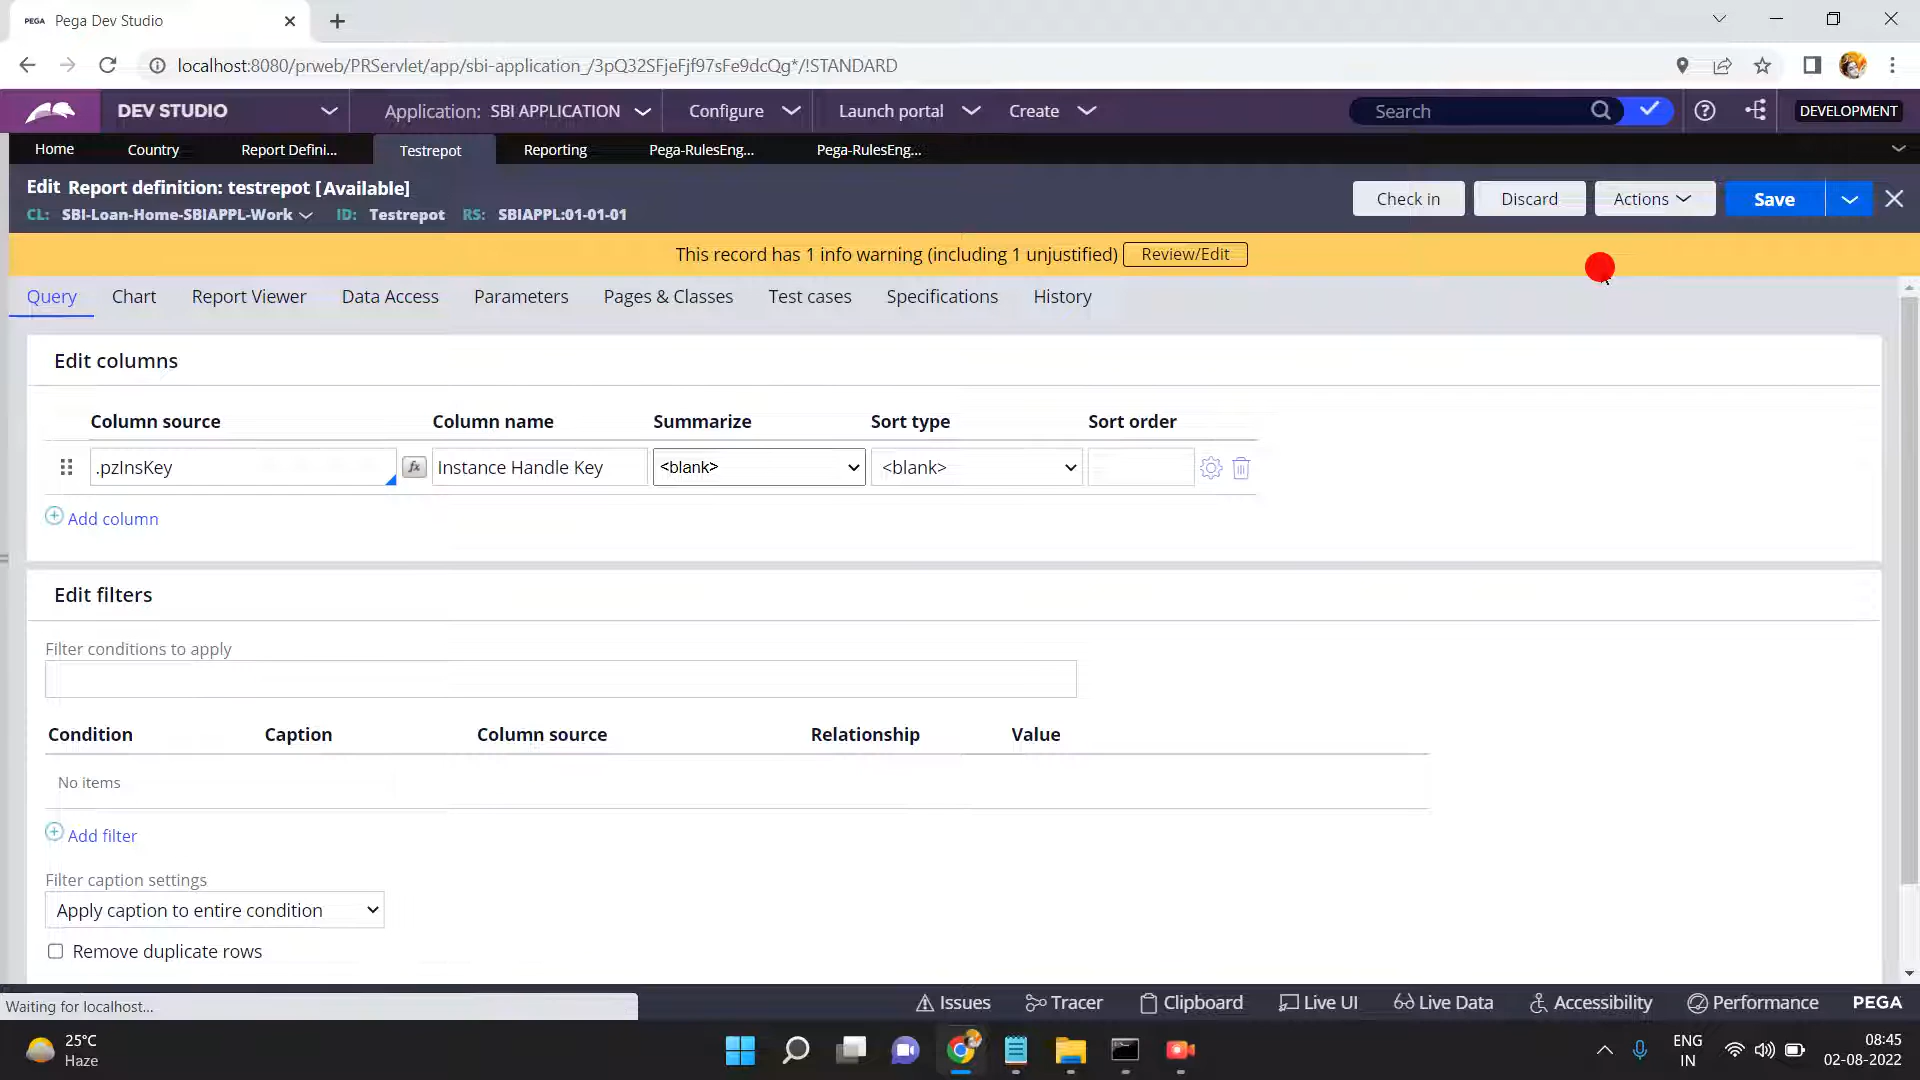 PEGA Pega Dev Studio
localhost:8080/prweb/PRServlet/app/sbi-application_/3pQ32SFjeFjf97sFe9dcQg*/!STANDARD
DEV STUDIO Application: SBI APPLICATION Configure Launch portal Create Search DEVELOPMENT
Home Country Report Defini... Testrepot Reporting Pega-RulesEng... Pega-RulesEng...
Edit Report definition: testrepot [Available]
CL: SBI-Loan-Home-SBIAPPL-Work ID: Testrepot RS: SBIAPPL:01-01-01
Check in Discard Actions Save
This record has 1 info warning (including 1 unjustified) Review/Edit
Query Chart Report Viewer Data Access Parameters Pages & Classes Test cases Specifications History
Edit columns
Column source Column name Summarize Sort type Sort order
.pzInsKey fx Instance Handle Key <blank> <blank>
Add column
Edit filters
Filter conditions to apply
Condition Caption Column source Relationship Value
No items
Add filter
Filter caption settings
Apply caption to entire condition
Remove duplicate rows
Waiting for localhost...
Issues Tracer Clipboard Live UI Live Data Accessibility Performance PEGA
25°C
Haze
ENG
IN
08:45
02-08-2022